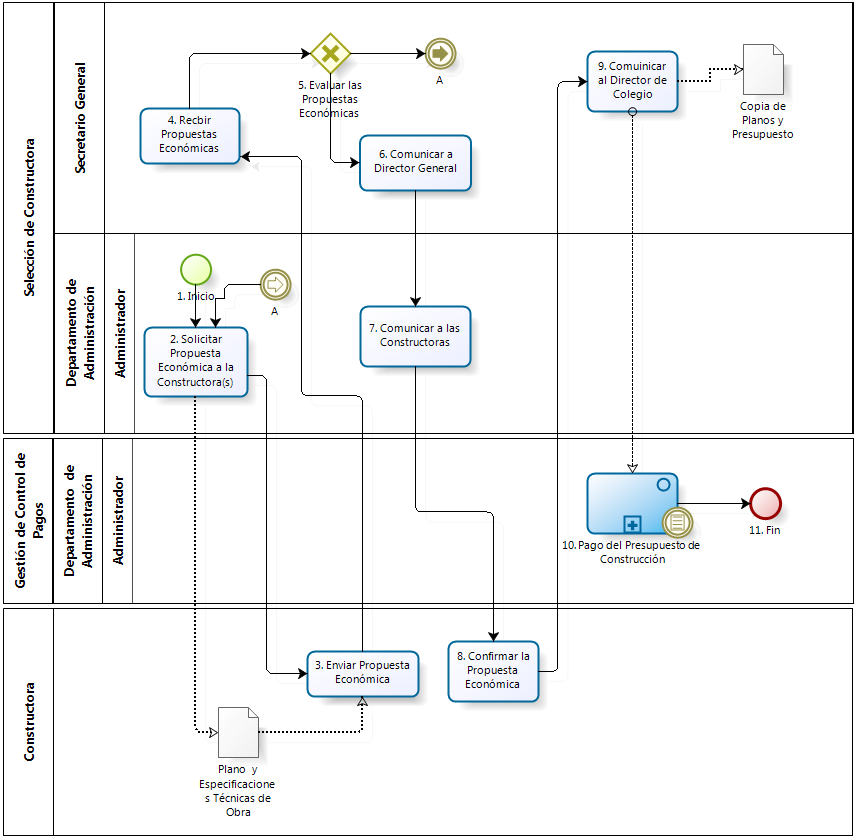 Selección de Constructora
Secretario General
4. Recbir
Propuestas
Económicas
5. Evaluar las
Propuestas
Económicas
A
6. Comunicar a
Director General
9. Comuinicar
al Director de
Colegio
Copia de
Planos y
Presupuesto
Departamento de
Administración
Administrador
1. Inicio
A
2. Solicitar
Propuesta
Económica a la
Constructora(s)
7. Comunicar a las
Constructoras
Gestión de Control de
Pagos
Departamento de
Administración
Administrador
10. Pago del Presupuesto de
Construcción
11. Fin
Constructora
3. Enviar Propuesta
Económica
8. Confirmar la
Propuesta
Económica
Plano y
Especificacione
s Técnicas de
Obra